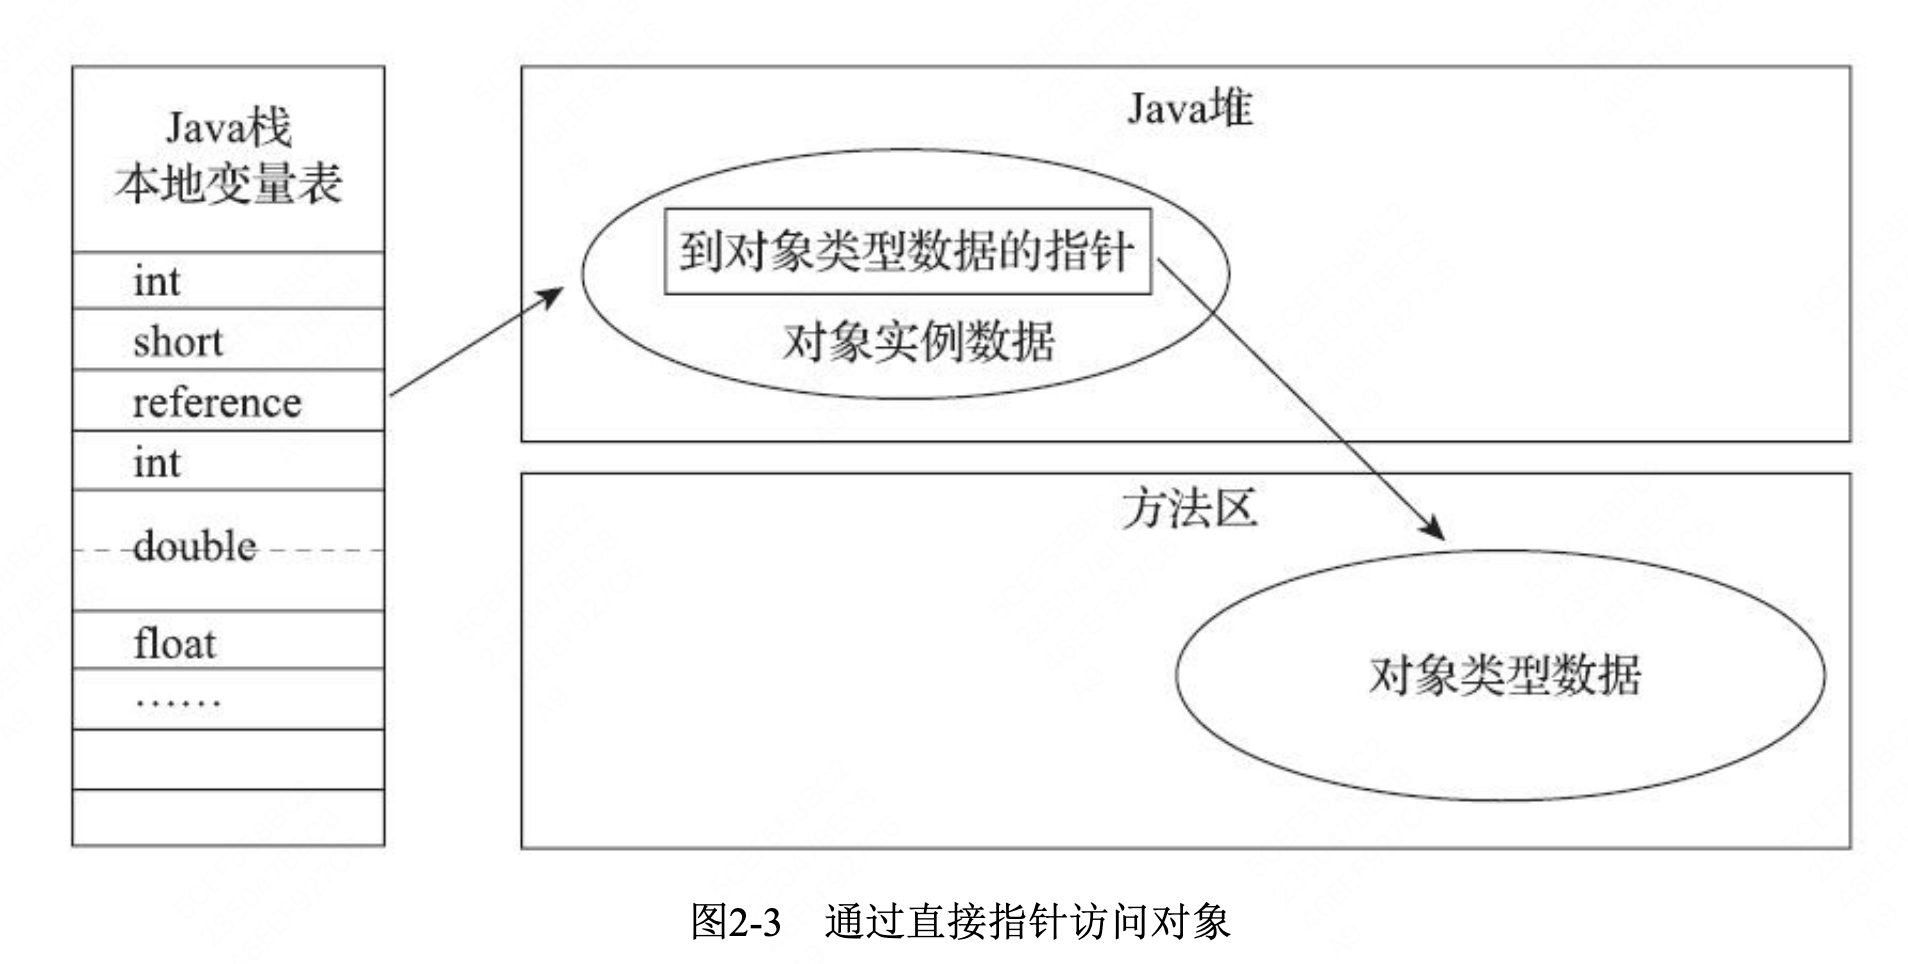 Java栈
本地变量表
int
short
reference
int
double
float
……
Java堆
到对象类型数据的指针
对象实例数据
方法区
对象类型数据
图2-3 通过直接指针访问对象